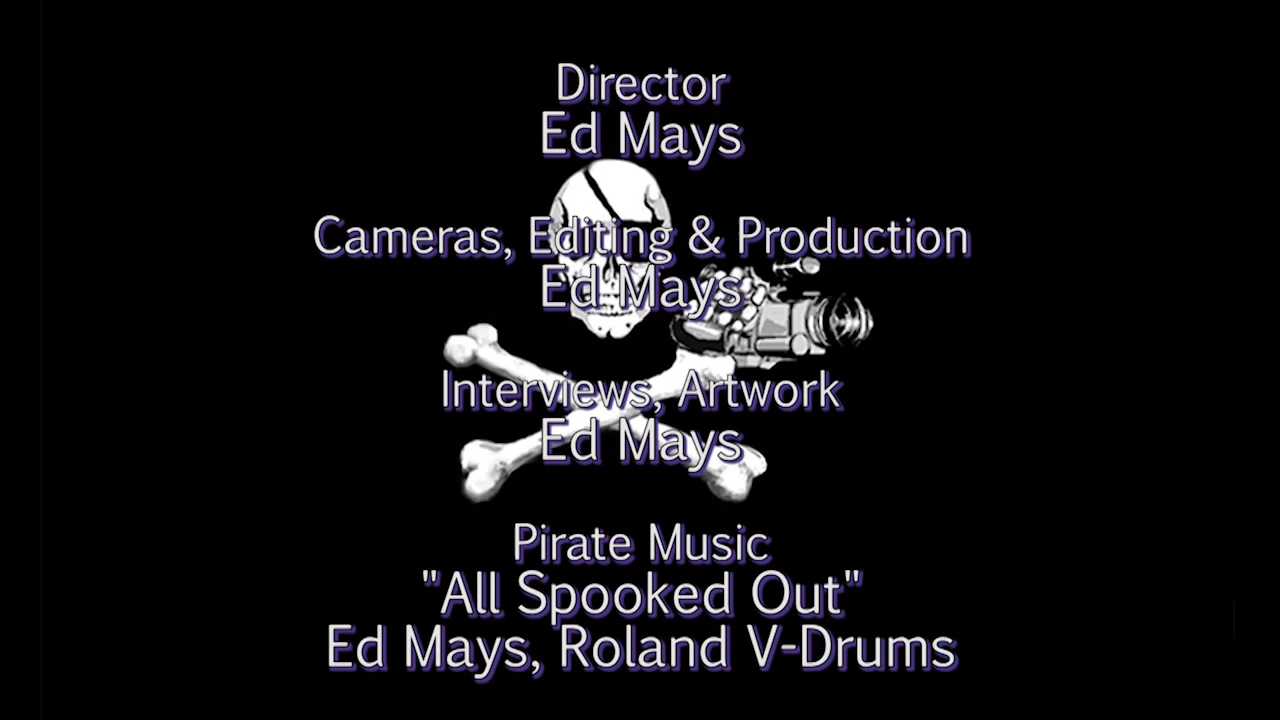 Director
Ed Mays
Cameras, Editing & Production
Ed Mays
Interviews, Artwork
Ed Mays
Pirate Music
"All Spooked Out"
Ed Mays, Roland V-Drums